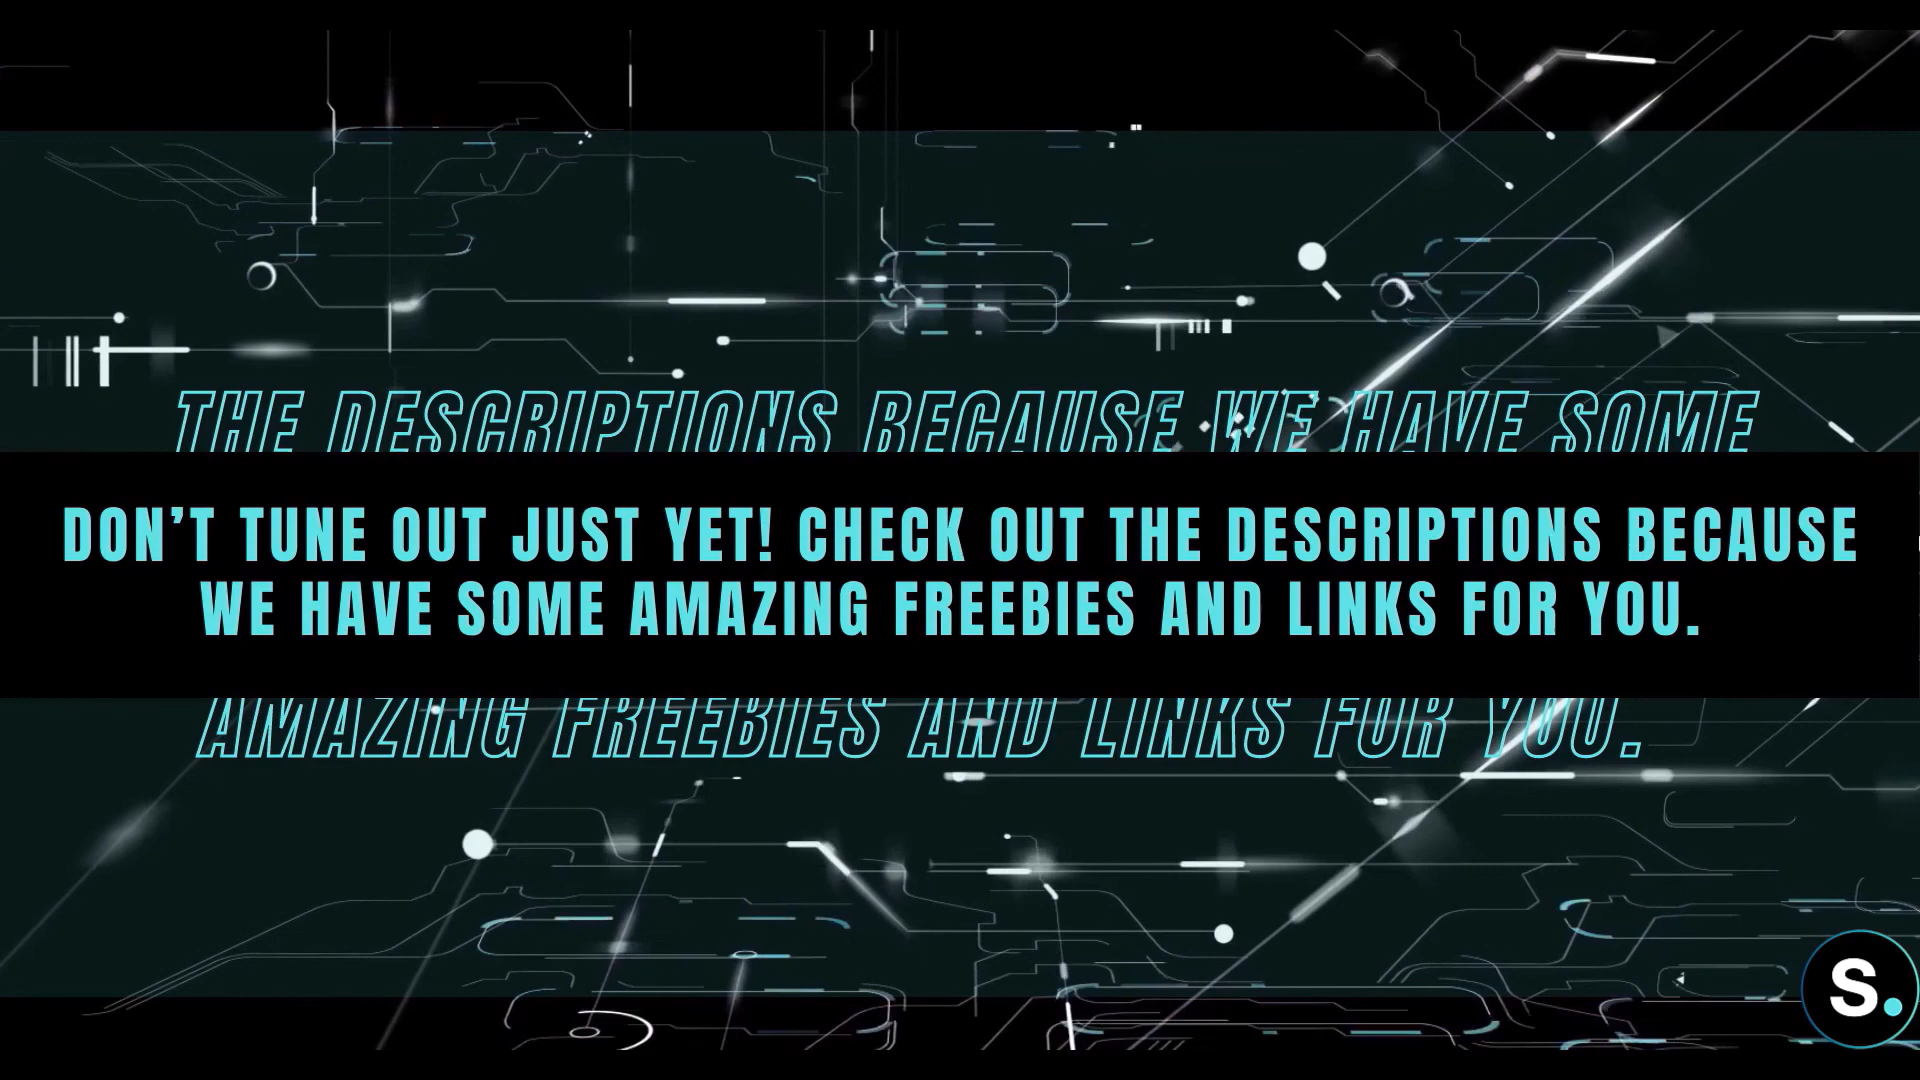 THE DESCRIPTIONS BECAUSE WE HAVE SOME
DON’T TUNE OUT JUST YET! CHECK OUT THE DESCRIPTIONS BECAUSE
WE HAVE SOME AMAZING FREEBIES AND LINKS FOR YOU.
AMAZING FREEBIES AND LINKS FOR YOU.
S.